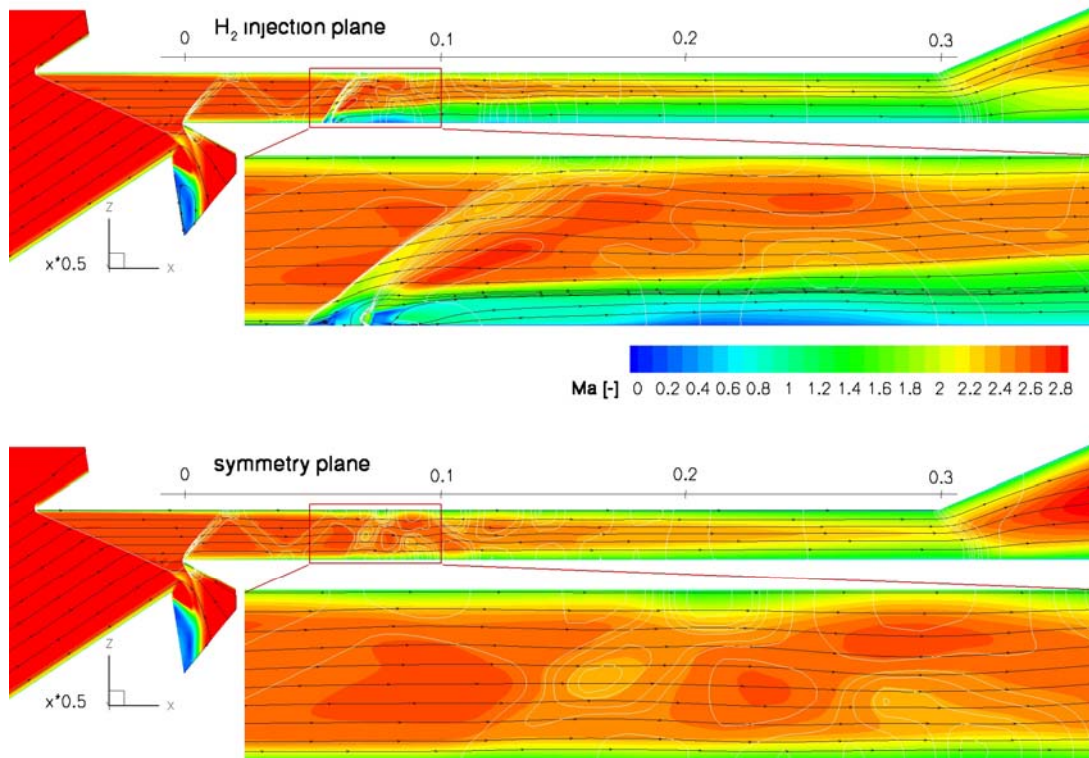 H₂ injection plane
0 0.1 0.2 0.3
z
x*0.5 x
Ma [-] 0 0.2 0.4 0.6 0.8 1 1.2 1.4 1.6 1.8 2 2.2 2.4 2.6 2.8
symmetry plane
0 0.1 0.2 0.3
z
x*0.5 x